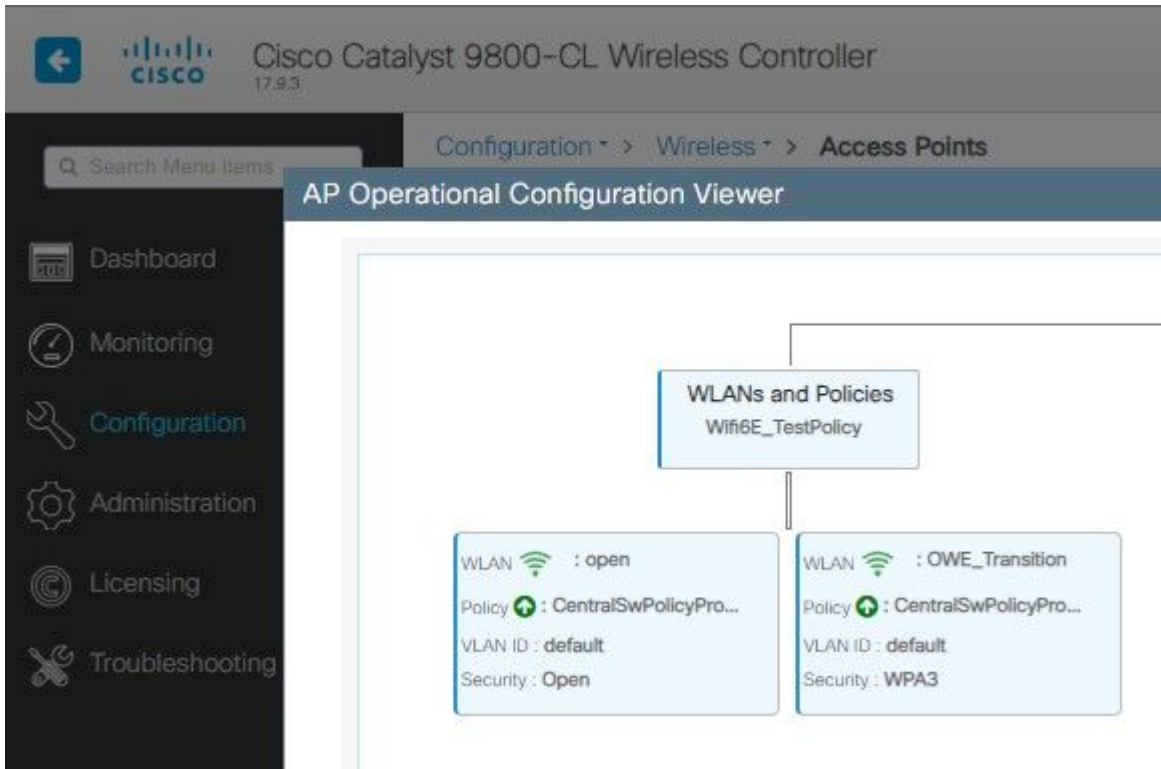 CISCO
Cisco Catalyst 9800-CL Wireless Controller
17.9.3
Search Menu Items
Configuration > Wireless > Access Points
AP Operational Configuration Viewer
Dashboard
Monitoring
Configuration
Administration
Licensing
Troubleshooting
WLANs and Policies
Wifi6E_TestPolicy
WLAN : open
Policy : CentralSwPolicyPro...
VLAN ID : default
Security : Open
WLAN : OWE_Transition
Policy : CentralSwPolicyPro...
VLAN ID : default
Security : WPA3